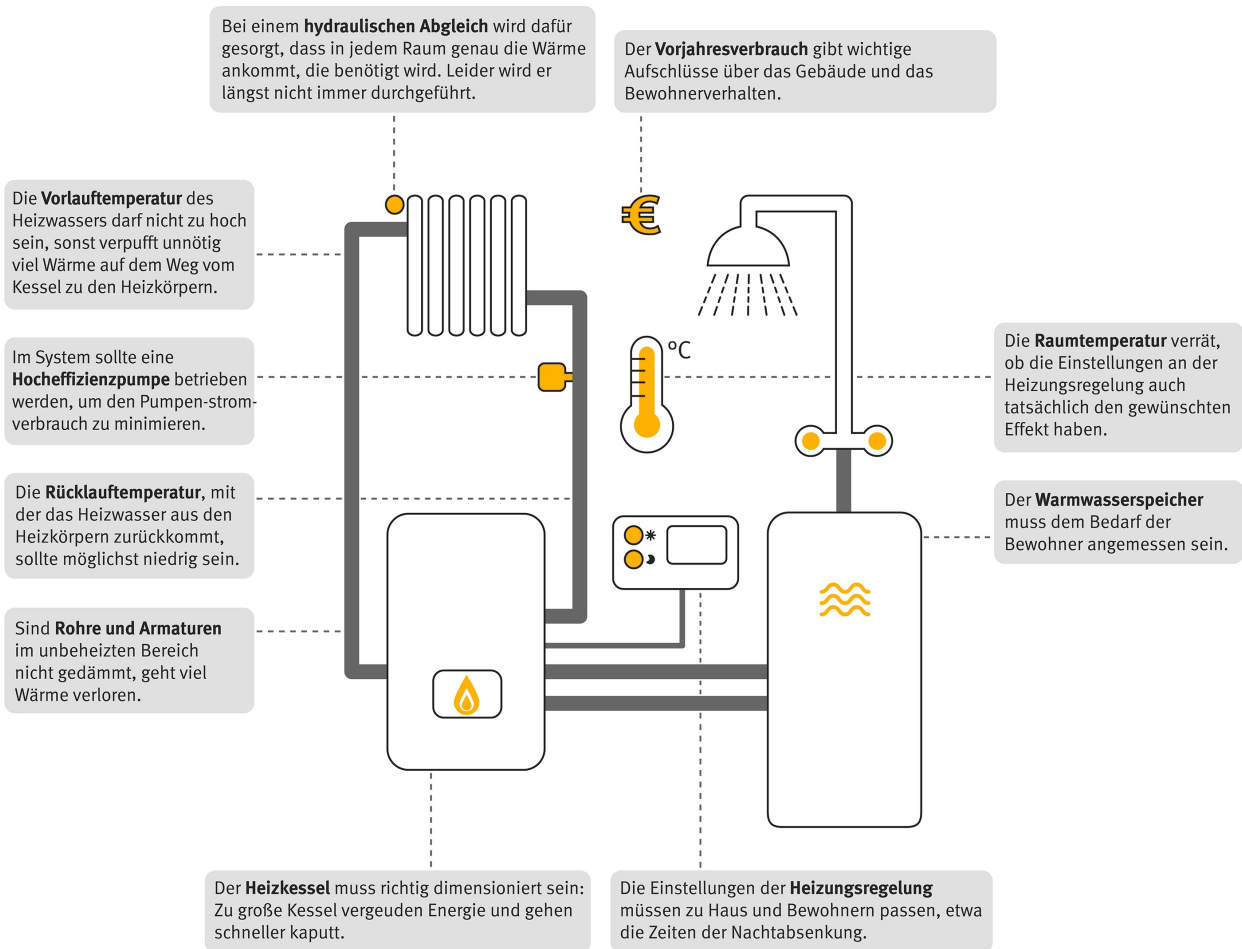 Bei einem hydraulischen Abgleich wird dafür
gesorgt, dass in jedem Raum genau die Wärme
ankommt, die benötigt wird. Leider wird er
längst nicht immer durchgeführt.
Der Vorjahresverbrauch gibt wichtige
Aufschlüsse über das Gebäude und das
Bewohnerverhalten.
Die Vorlauftemperatur des
Heizwassers darf nicht zu hoch
sein, sonst verpufft unnötig
viel Wärme auf dem Weg vom
Kessel zu den Heizkörpern.
€
°C
Im System sollte eine
Hocheffizienzpumpe betrieben
werden, um den Pumpen-strom-
verbrauch zu minimieren.
Die Raumtemperatur verrät,
ob die Einstellungen an der
Heizungsregelung auch
tatsächlich den gewünschten
Effekt haben.
Die Rücklauftemperatur, mit
der das Heizwasser aus den
Heizkörpern zurückkommt,
sollte möglichst niedrig sein.
Der Warmwasserspeicher
muss dem Bedarf der
Bewohner angemessen sein.
Sind Rohre und Armaturen
im unbeheizten Bereich
nicht gedämmt, geht viel
Wärme verloren.
Der Heizkessel muss richtig dimensioniert sein:
Zu große Kessel vergeuden Energie und gehen
schneller kaputt.
Die Einstellungen der Heizungsregelung
müssen zu Haus und Bewohnern passen, etwa
die Zeiten der Nachtabsenkung.